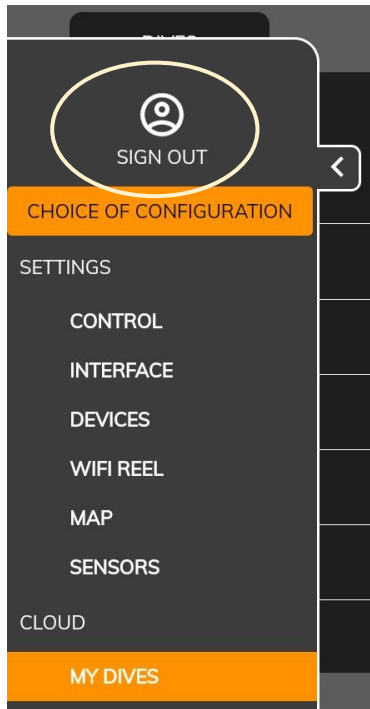 SIGN OUT
CHOICE OF CONFIGURATION
SETTINGS
CONTROL
INTERFACE
DEVICES
WIFI REEL
MAP
SENSORS
CLOUD
MY DIVES